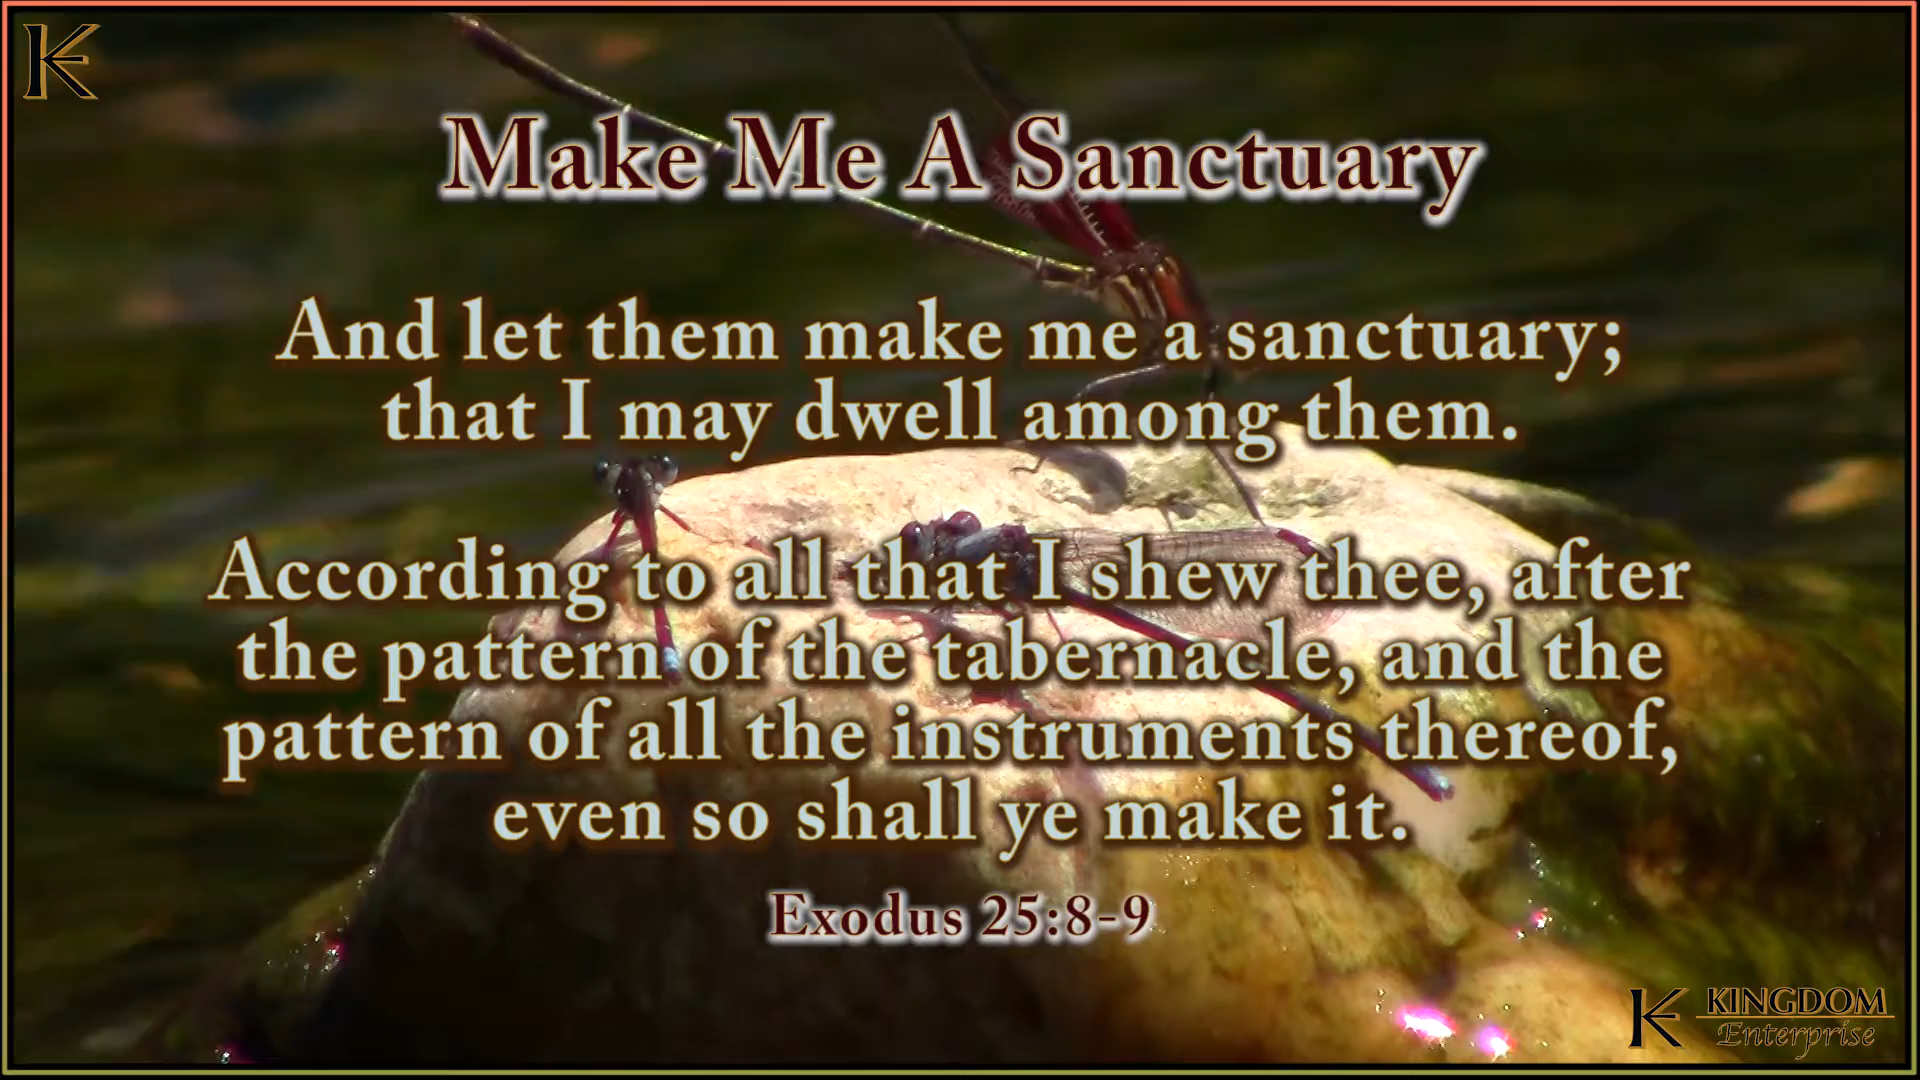 KE
Make Me A Sanctuary
And let them make me a sanctuary;
that I may dwell among them.
According to all that I shew thee, after
the pattern of the tabernacle, and the
pattern of all the instruments thereof,
even so shall ye make it.
Exodus 25:8-9
KE KINGDOM
Enterprise